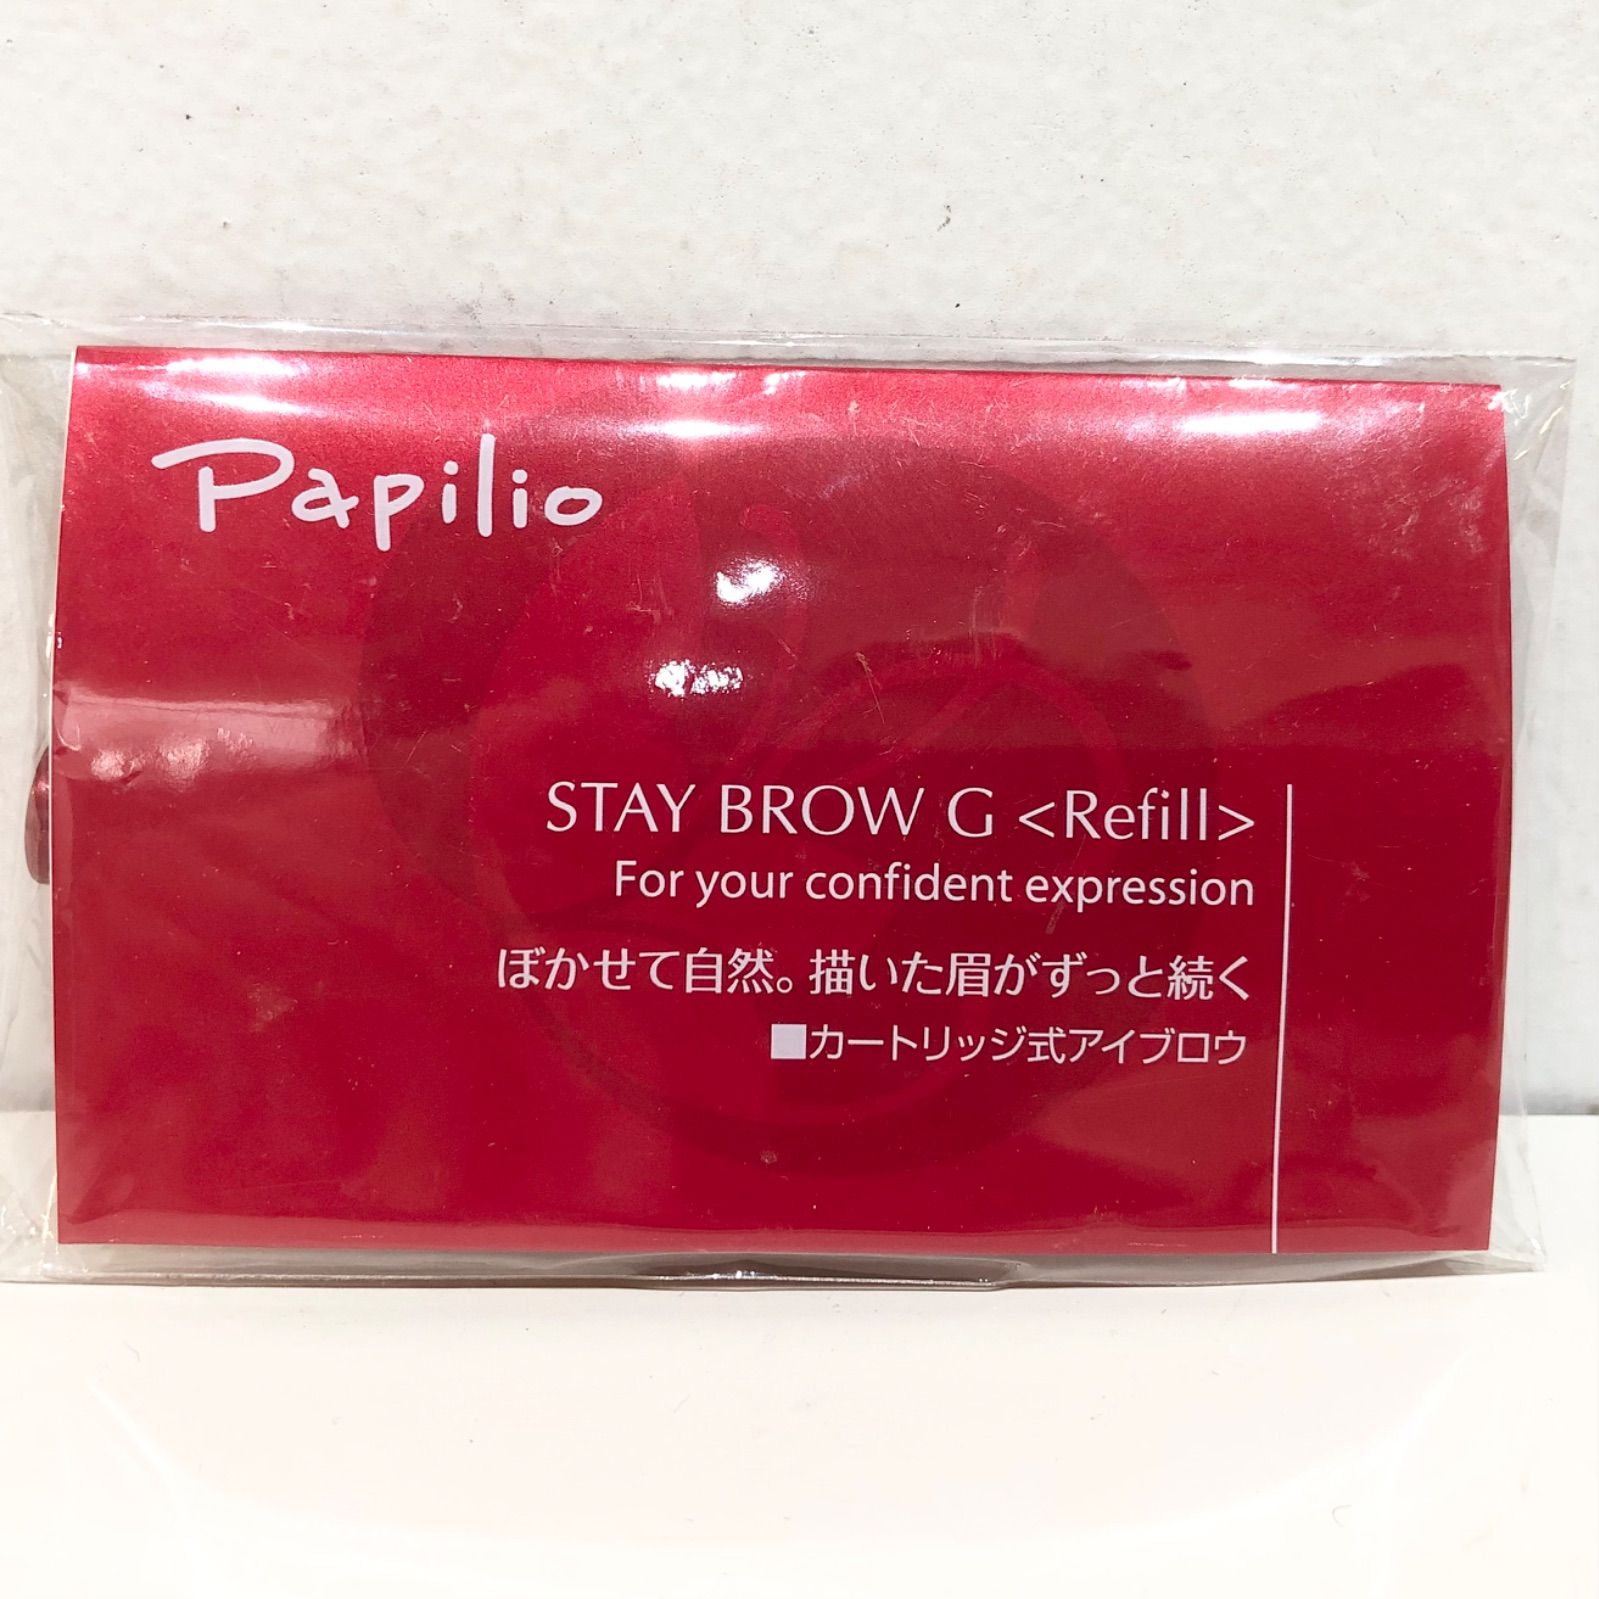 Papilio
STAY BROW G <Refill>
For your confident expression
ぼかせて自然。描いた眉がずっと続く
■カートリッジ式アイブロウ